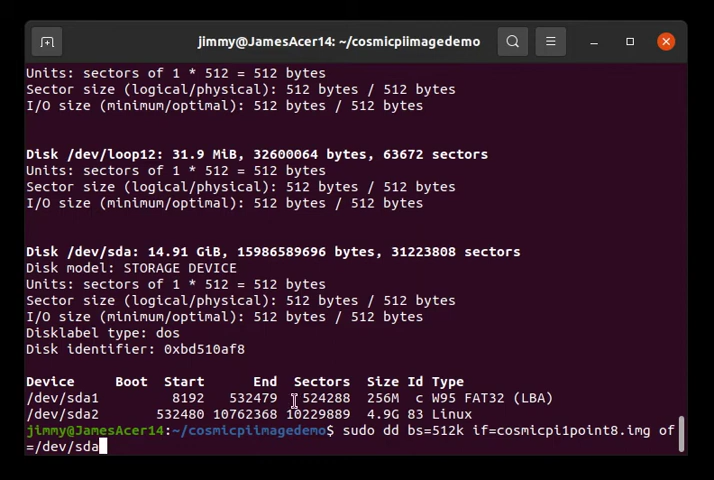 jimmy@JamesAcer14: ~/cosmicpiimagedemo
Units: sectors of 1 * 512 = 512 bytes
Sector size (logical/physical): 512 bytes / 512 bytes
I/O size (minimum/optimal): 512 bytes / 512 bytes
Disk /dev/loop12: 31.9 MiB, 32600064 bytes, 63672 sectors
Units: sectors of 1 * 512 = 512 bytes
Sector size (logical/physical): 512 bytes / 512 bytes
I/O size (minimum/optimal): 512 bytes / 512 bytes
Disk /dev/sda: 14.91 GiB, 15986589696 bytes, 31223808 sectors
Disk model: STORAGE DEVICE
Units: sectors of 1 * 512 = 512 bytes
Sector size (logical/physical): 512 bytes / 512 bytes
I/O size (minimum/optimal): 512 bytes / 512 bytes
Disklabel type: dos
Disk identifier: 0xbd510af8
Device Boot Start End Sectors Size Id Type
/dev/sda1 8192 532479 524288 256M c W95 FAT32 (LBA)
/dev/sda2 532480 10762368 10229889 4.9G 83 Linux
jimmy@JamesAcer14:~/cosmicpiimagedemo$ sudo dd bs=512k if=cosmicpi1point8.img of
=/dev/sda